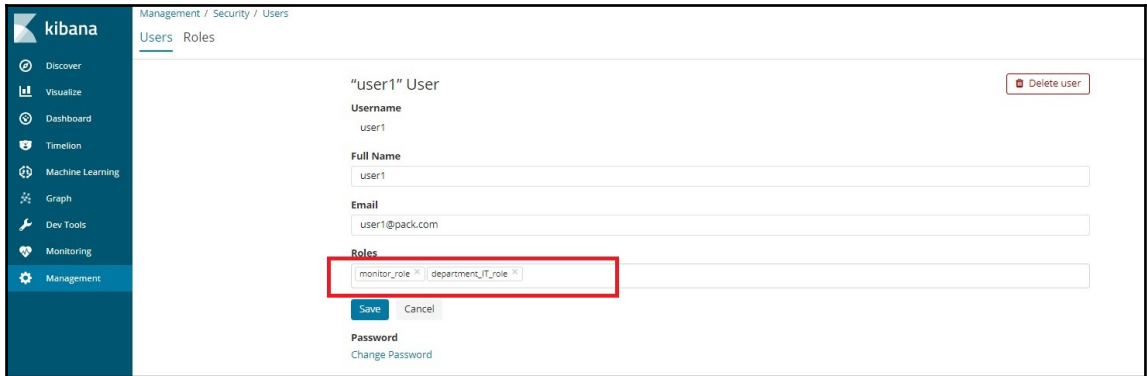 kibana
Discover
Visualize
Dashboard
Timelion
Machine Learning
Graph
Dev Tools
Monitoring
Management
Management / Security / Users
Users Roles
“user1” User
Delete user
Username
user1
Full Name
user1
Email
user1@pack.com
Roles
monitor_role × department_IT_role ×
Save Cancel
Password
Change Password